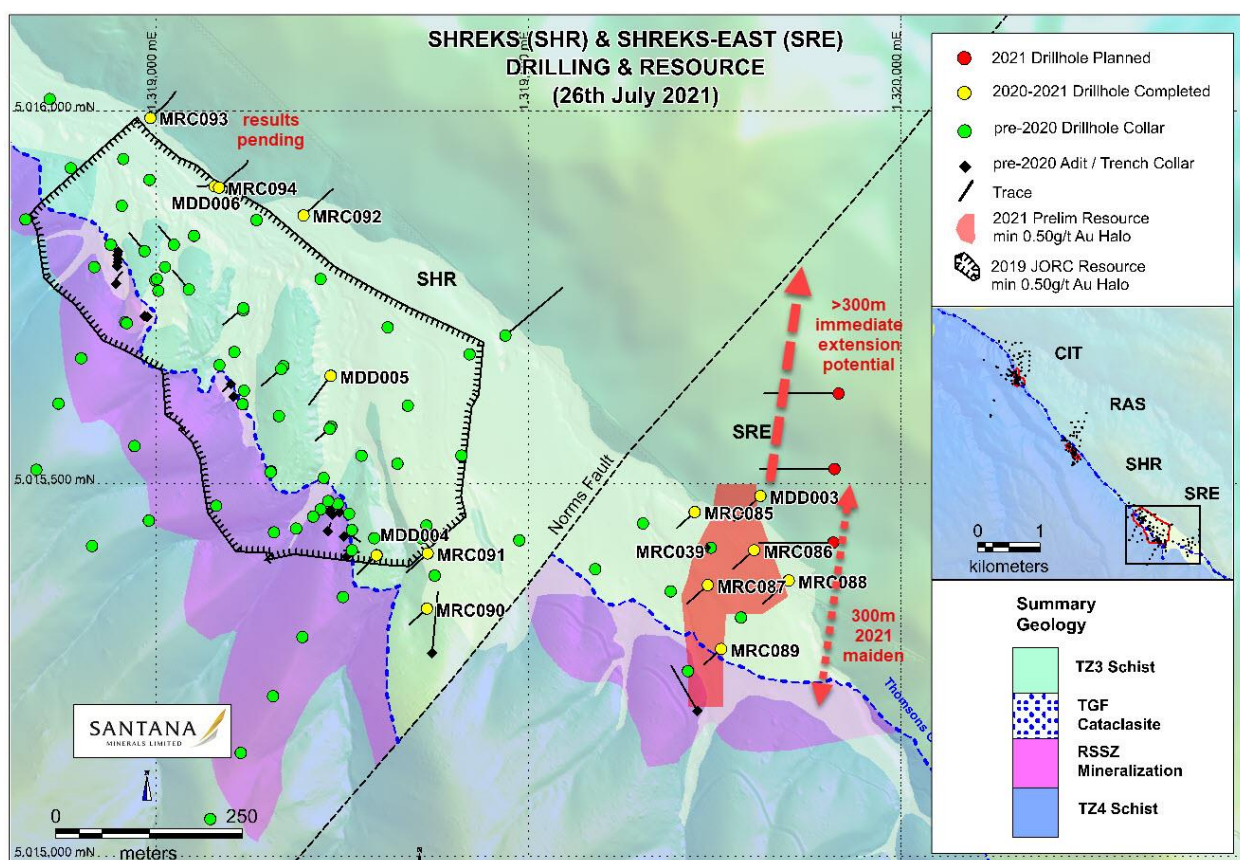 SHREKS (SHR) & SHREKS-EAST (SRE)
DRILLING & RESOURCE
(26th July 2021)
1,319,000 mE
1,320,000 mE
5,016,000 mN
5,015,500 mN
5,015,000 mN
MRC093
results
pending
MRC094
MDD006
MRC092
SHR
MDD005
MDD004
MRC091
MRC090
Norms Fault
>300m
immediate
extension
potential
SRE
MDD003
MRC085
MRC039
MRC086
MRC087
MRC088
MRC089
300m
2021
maiden
Thomsons
SANTANA
MINERALS LIMITED
0
250
meters
2021 Drillhole Planned
2020-2021 Drillhole Completed
pre-2020 Drillhole Collar
pre-2020 Adit / Trench Collar
Trace
2021 Prelim Resource
min 0.50g/t Au Halo
2019 JORC Resource
min 0.50g/t Au Halo
CIT
RAS
SHR
SRE
0 1
kilometers
Summary
Geology
TZ3 Schist
TGF
Cataclasite
RSSZ
Mineralization
TZ4 Schist